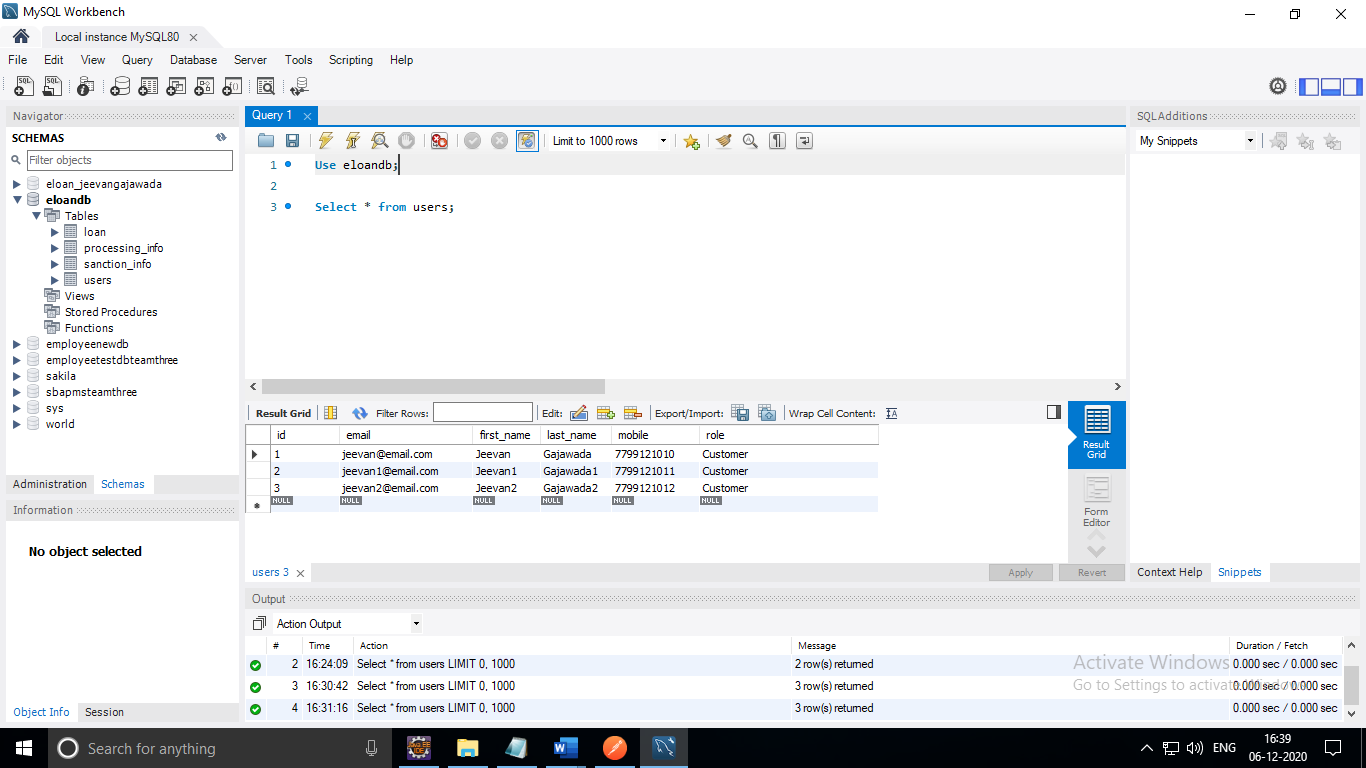 MySQL Workbench
Local instance MySQL80
File Edit View Query Database Server Tools Scripting Help
Navigator
SCHEMAS
Filter objects
eloan_jeevangajawada
eloandb
Tables
loan
processing_info
sanction_info
users
Views
Stored Procedures
Functions
employeenewdb
employeetestdbteamthree
sakila
sbapmsteamthree
sys
world
Administration Schemas
Information
No object selected
Object Info Session
Query 1
Limit to 1000 rows
1 Use eloandb;
2
3 Select * from users;
Result Grid Filter Rows: Edit: Export/Import: Wrap Cell Content:
id email first_name last_name mobile role
1 jeevan@email.com Jeevan Gajawada 7799121010 Customer
2 jeevan1@email.com Jeevan1 Gajawada1 7799121011 Customer
3 jeevan2@email.com Jeevan2 Gajawada2 7799121012 Customer
NULL NULL NULL NULL NULL NULL
Result
Grid
Form
Editor
users 3
Apply Revert
SQLAdditions
My Snippets
Context Help Snippets
Output
Action Output
# Time Action Message Duration / Fetch
2 16:24:09 Select * from users LIMIT 0, 1000 2 row(s) returned 0.000 sec / 0.000 sec
3 16:30:42 Select * from users LIMIT 0, 1000 3 row(s) returned 0.000 sec / 0.000 sec
4 16:31:16 Select * from users LIMIT 0, 1000 3 row(s) returned 0.000 sec / 0.000 sec
Activate Windows
Go to Settings to activate Windows.
Search for anything
ENG
16:39
06-12-2020